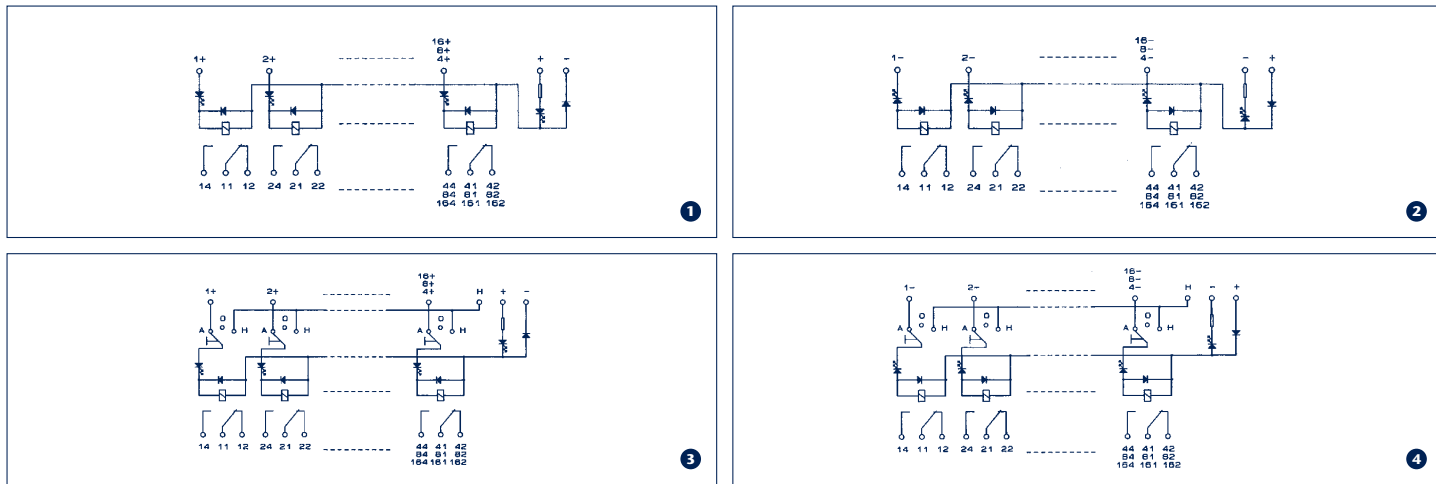 16+
8+
1+ 2+ 4+ + -
14 11 12 24 21 22 44 41 42
84 81 82
164 161 162
1
16-
8-
1- 2- 4- - +
14 11 12 24 21 22 44 41 42
84 81 82
164 161 162
2
16+
8+
1+ 2+ 4+ H + -
O O O
A H A H A H
14 11 12 24 21 22 44 41 42
84 81 82
164 161 162
3
16-
8-
1- 2- 4- H - +
O O O
A H A H A H
14 11 12 24 21 22 44 41 42
84 81 82
164 161 162
4